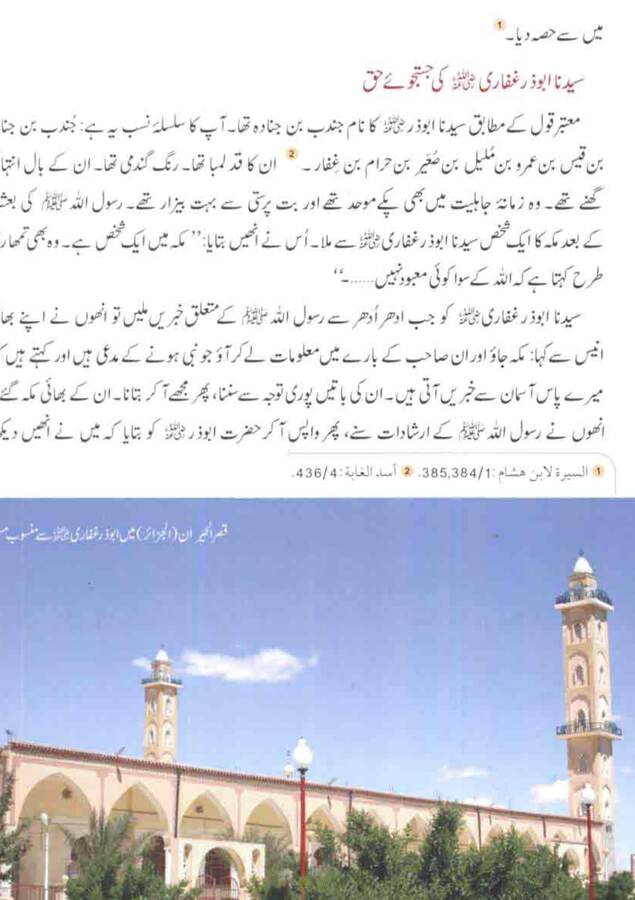 میں سے حصہ دیا۔ 1
سیدنا ابوذر غفاری رضی اللہ عنہ کی جستجوئے حق
معتبر قول کے مطابق سیدنا ابوذر رضی اللہ عنہ کا نام جندب بن جنادہ تھا۔ آپ کا سلسلۂ نسب یہ ہے: جُندب بن جنا
بن قیس بن عمرو بن مُلیل بن صُعَیر بن حرام بن غِفار۔ 2 ان کا قد لمبا تھا۔ رنگ گندمی تھا۔ ان کے بال انتہا
گھنے تھے۔ وہ زمانۂ جاہلیت میں بھی پکے موحد تھے اور بت پرستی سے بہت بیزار تھے۔ رسول اللہ ﷺ کی بعث
کے بعد مکہ کا ایک شخص سیدنا ابوذر غفاری رضی اللہ عنہ سے ملا۔ اُس نے انھیں بتایا: ’’مکہ میں ایک شخص ہے۔ وہ بھی تمھار
طرح کہتا ہے کہ اللہ کے سوا کوئی معبود نہیں......۔‘‘
سیدنا ابوذر غفاری رضی اللہ عنہ کو جب ادھر اُدھر سے رسول اللہ ﷺ کے متعلق خبریں ملیں تو انھوں نے اپنے بھا
انیس سے کہا: مکہ جاؤ اور ان صاحب کے بارے میں معلومات لے کر آؤ جو نبی ہونے کے مدعی ہیں اور کہتے ہیں
میرے پاس آسمان سے خبریں آتی ہیں۔ ان کی باتیں پوری توجہ سے سننا، پھر مجھے آ کر بتانا۔ ان کے بھائی مکہ گئے
انھوں نے رسول اللہ ﷺ کے ارشادات سنے، پھر واپس آ کر حضرت ابوذر رضی اللہ عنہ کو بتایا کہ میں نے انھیں دیکھ
1 السیرة لابن هشام: 385,384/1. 2 أسد الغابة: 436/4.
قصر الحیران (الجزائر) میں ابوذر غفاری رضی اللہ عنہ سے منسوب